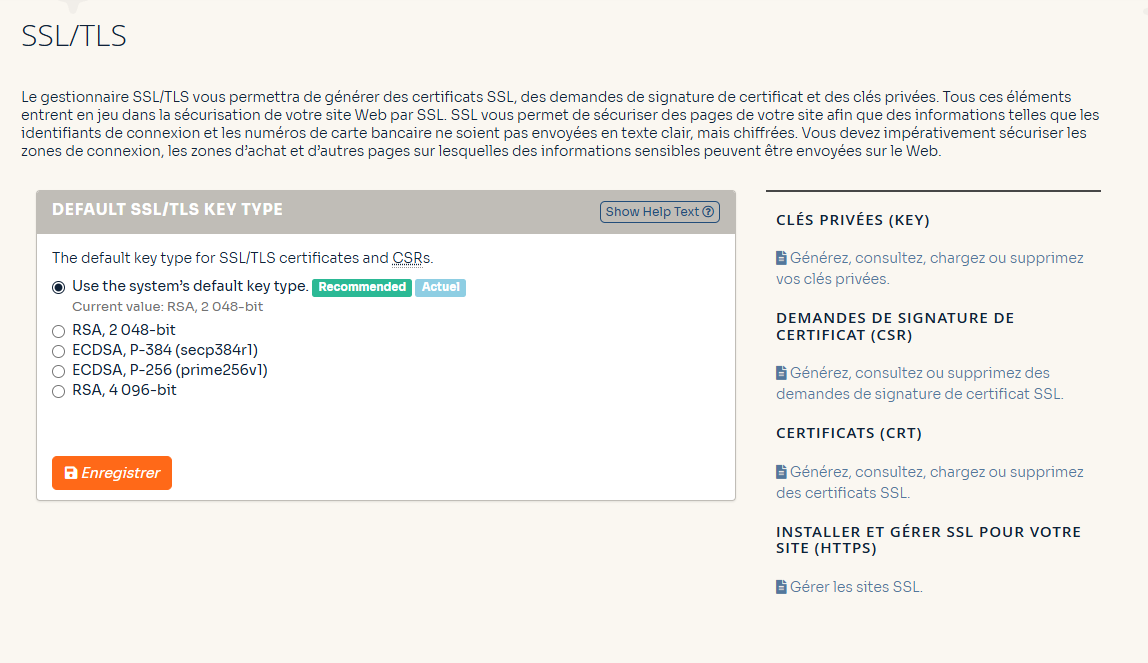 SSL/TLS
Le gestionnaire SSL/TLS vous permettra de générer des certificats SSL, des demandes de signature de certificat et des clés privées. Tous ces éléments
entrent en jeu dans la sécurisation de votre site Web par SSL. SSL vous permet de sécuriser des pages de votre site afin que des informations telles que les
identifiants de connexion et les numéros de carte bancaire ne soient pas envoyées en texte clair, mais chiffrées. Vous devez impérativement sécuriser les
zones de connexion, les zones d’achat et d’autres pages sur lesquelles des informations sensibles peuvent être envoyées sur le Web.
DEFAULT SSL/TLS KEY TYPE
Show Help Text
The default key type for SSL/TLS certificates and CSRs.
Use the system’s default key type. Recommended Actuel
Current value: RSA, 2 048-bit
RSA, 2 048-bit
ECDSA, P-384 (secp384r1)
ECDSA, P-256 (prime256v1)
RSA, 4 096-bit
Enregistrer
CLÉS PRIVÉES (KEY)
Générez, consultez, chargez ou supprimez
vos clés privées.
DEMANDES DE SIGNATURE DE
CERTIFICAT (CSR)
Générez, consultez ou supprimez des
demandes de signature de certificat SSL.
CERTIFICATS (CRT)
Générez, consultez, chargez ou supprimez
des certificats SSL.
INSTALLER ET GÉRER SSL POUR VOTRE
SITE (HTTPS)
Gérer les sites SSL.